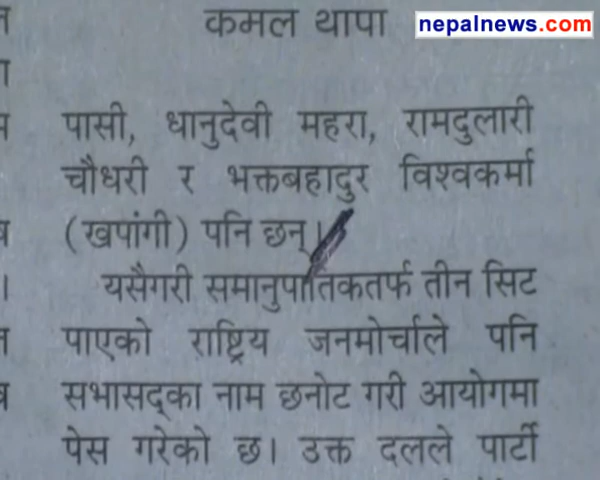 कमल थापा
nepalnews.com
पासी, धानुदेवी महरा, रामदुलारी
चौधरी र भक्तबहादुर विश्वकर्मा
(खपांगी) पनि छन्।
यसैगरी समानुपातिकतर्फ तीन सिट
पाएको राष्ट्रिय जनमोर्चाले पनि
सभासद्का नाम छनोट गरी आयोगमा
पेस गरेको छ। उक्त दलले पार्टी